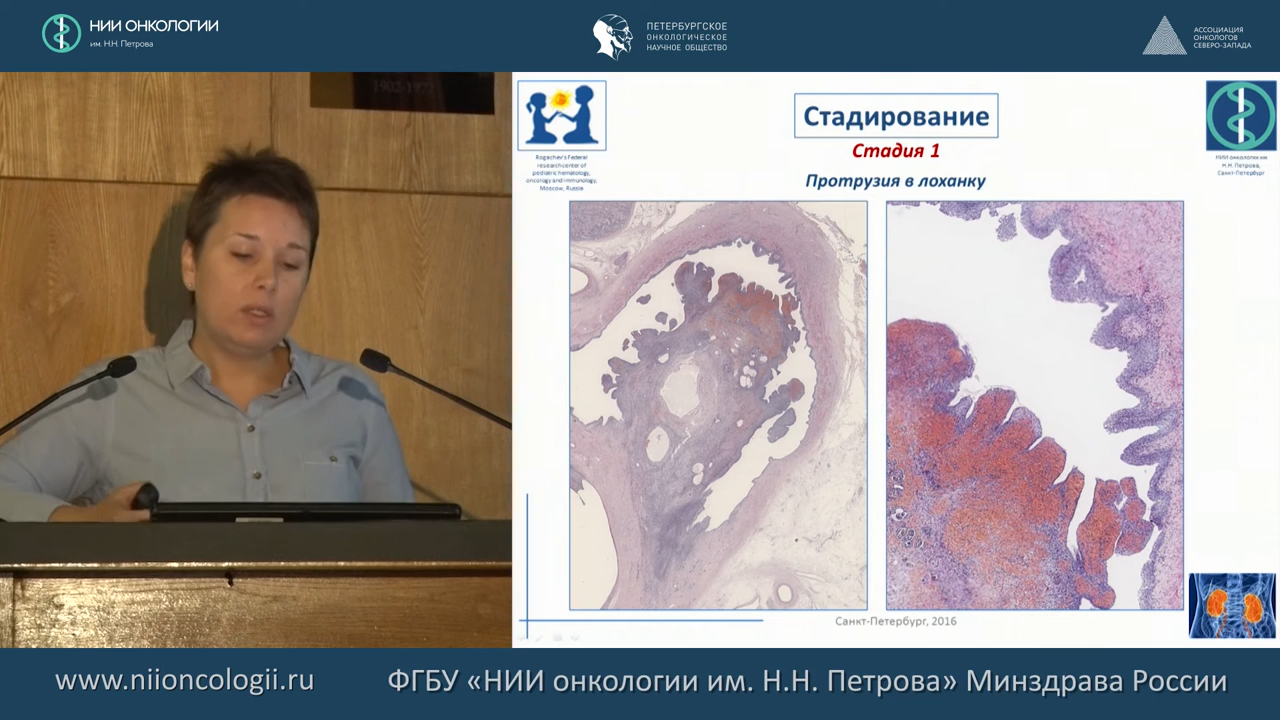 НИИ ОНКОЛОГИИ
им. Н.Н. Петрова
ПЕТЕРБУРГСКОЕ
ОНКОЛОГИЧЕСКОЕ
НАУЧНОЕ ОБЩЕСТВО
АССОЦИАЦИЯ
ОНКОЛОГОВ
СЕВЕРО-ЗАПАДА
Rogachev's Federal
research center of
pediatric hematology,
oncology and immunology,
Moscow, Russia
Стадирование
Стадия 1
Протрузия в лоханку
НИИ онкологии им.
Н.Н. Петрова,
Санкт-Петербург
Санкт-Петербург, 2016
www.niioncologii.ru
ФГБУ «НИИ онкологии им. Н.Н. Петрова» Минздрава России